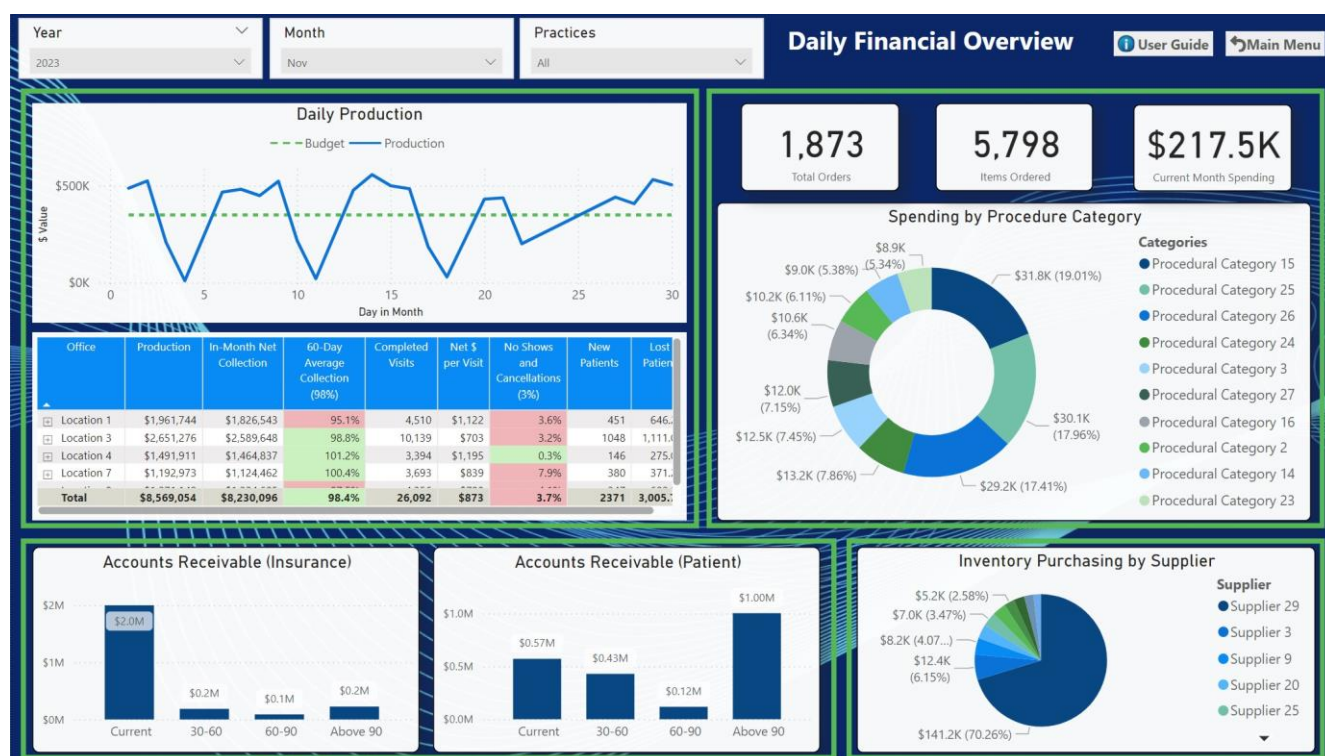 Year
2023
Month
Nov
Practices
All
Daily Financial Overview
User Guide
Main Menu
Daily Production
Budget
Production
$ Value
$500K
$0K
0 5 10 15 20 25 30
Day in Month
Office Production In-Month Net Collection 60-Day Average Collection (98%) Completed Visits Net $ per Visit No Shows and Cancellations (3%) New Patients Lost Patien
Location 1 $1,961,744 $1,826,543 95.1% 4,510 $1,122 3.6% 451 646.
Location 3 $2,651,276 $2,589,648 98.8% 10,139 $703 3.2% 1048 1,111.
Location 4 $1,491,911 $1,464,837 101.2% 3,394 $1,195 0.3% 146 275.
Location 7 $1,192,973 $1,124,462 100.4% 3,693 $839 7.9% 380 371.
Total $8,569,054 $8,230,096 98.4% 26,092 $873 3.7% 2371 3,005.
1,873
Total Orders
5,798
Items Ordered
$217.5K
Current Month Spending
Spending by Procedure Category
$31.8K (19.01%)
$30.1K
(17.96%)
$29.2K (17.41%)
$13.2K (7.86%)
$12.5K (7.45%)
$12.0K
(7.15%)
$10.6K
(6.34%)
$10.2K (6.11%)
$9.0K (5.38%)
$8.9K
(5.34%)
Categories
Procedural Category 15
Procedural Category 25
Procedural Category 26
Procedural Category 24
Procedural Category 3
Procedural Category 27
Procedural Category 16
Procedural Category 2
Procedural Category 14
Procedural Category 23
Accounts Receivable (Insurance)
$2M
$1M
$0M
$2.0M
$0.2M
$0.1M
$0.2M
Current 30-60 60-90 Above 90
Accounts Receivable (Patient)
$1.0M
$0.5M
$0.0M
$0.57M
$0.43M
$0.12M
$1.00M
Current 30-60 60-90 Above 90
Inventory Purchasing by Supplier
$5.2K (2.58%)
$7.0K (3.47%)
$8.2K (4.07...)
$12.4K
(6.15%)
$141.2K (70.26%)
Supplier
Supplier 29
Supplier 3
Supplier 9
Supplier 20
Supplier 25